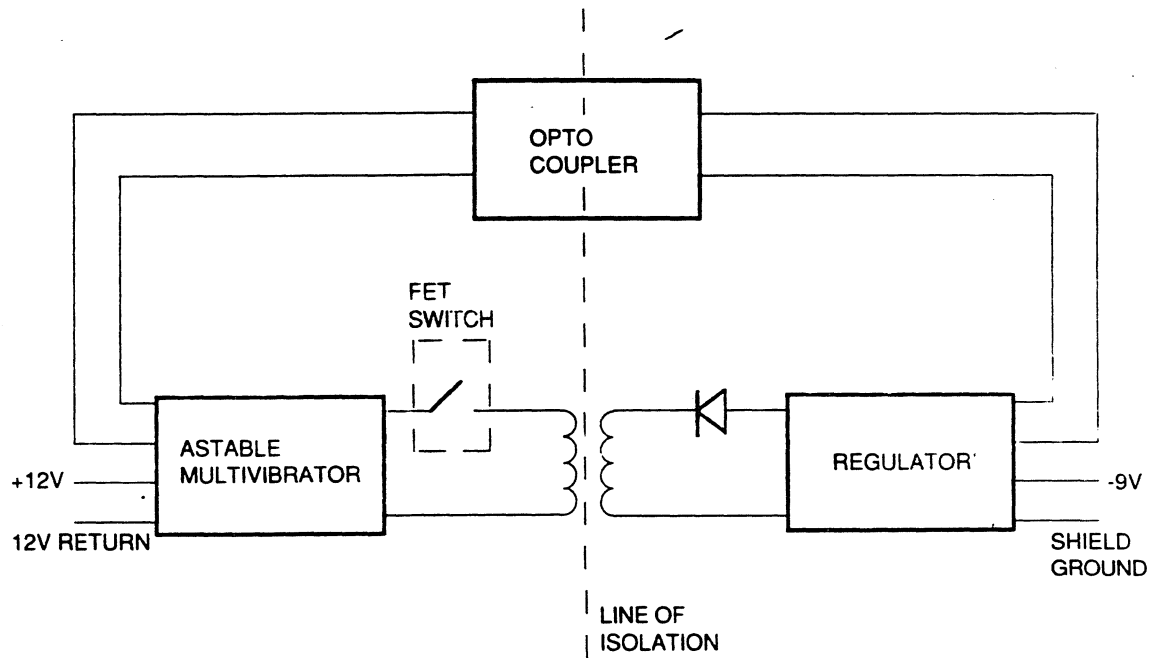 OPTO
COUPLER
FET
SWITCH
ASTABLE
MULTIVIBRATOR
REGULATOR
+12V
-9V
12V RETURN
SHIELD
GROUND
LINE OF
ISOLATION